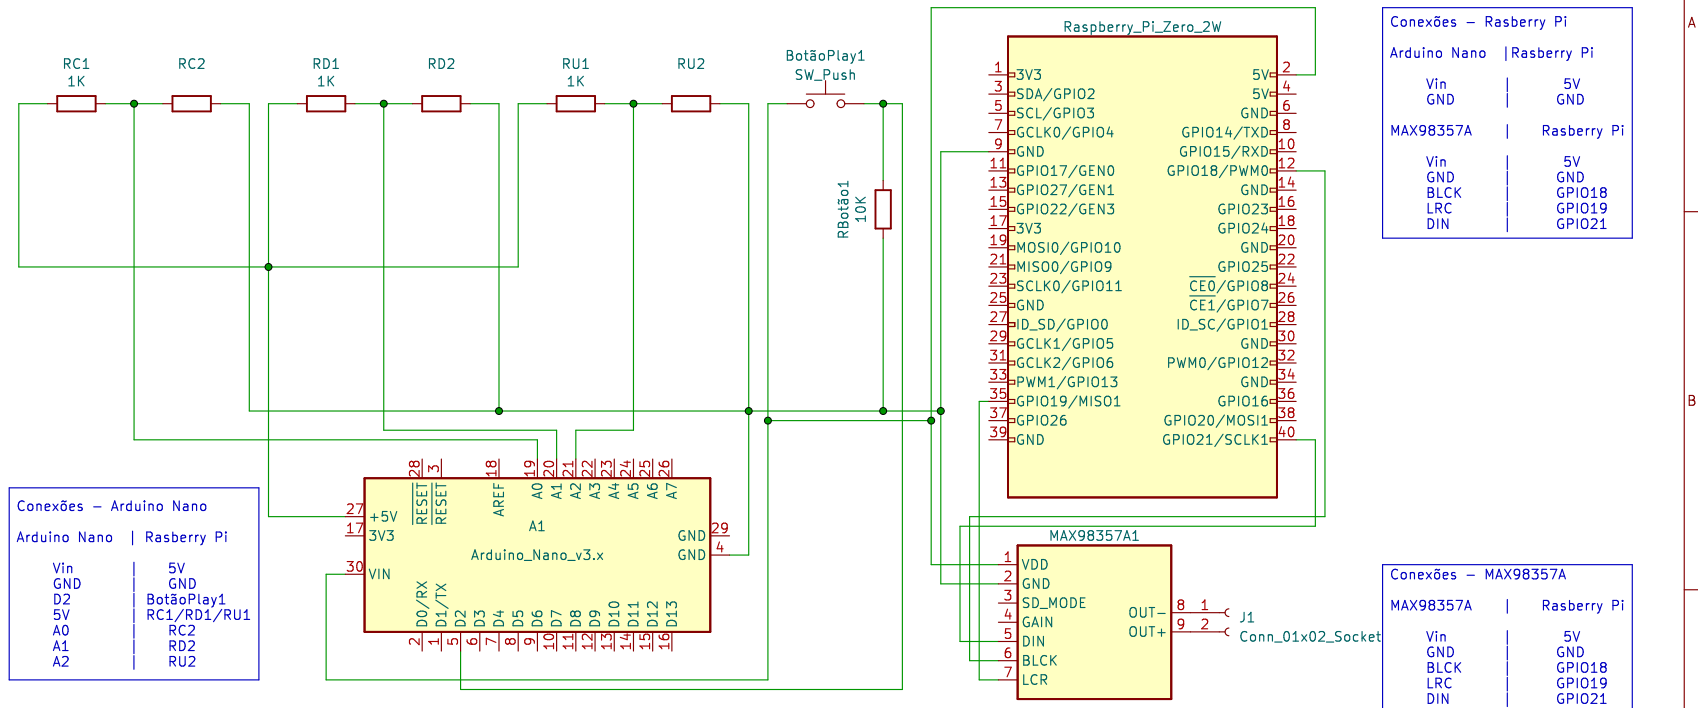 RC1
1K
RC2
RD1
1K
RD2
RU1
1K
RU2
BotãoPlay1
SW_Push
RBotão1
10K
Raspberry_Pi_Zero_2W
1 3V3
3 SDA/GPIO2
5 SCL/GPIO3
7 GCLK0/GPIO4
9 GND
11 GPIO17/GEN0
13 GPIO27/GEN1
15 GPIO22/GEN3
17 3V3
19 MOSI0/GPIO10
21 MISO0/GPIO9
23 SCLK0/GPIO11
25 GND
27 ID_SD/GPIO0
29 GCLK1/GPIO5
31 GCLK2/GPIO6
33 PWM1/GPIO13
35 GPIO19/MISO1
37 GPIO26
39 GND
5V 2
5V 4
GND 6
GPIO14/TXD 8
GPIO15/RXD 10
GPIO18/PWM0 12
GND 14
GPIO23 16
GPIO24 18
GND 20
GPIO25 22
CE0/GPIO8 24
CE1/GPIO7 26
ID_SC/GPIO1 28
GND 30
PWM0/GPIO12 32
GND 34
GPIO16 36
GPIO20/MOSI1 38
GPIO21/SCLK1 40
Conexões - Rasberry Pi
Arduino Nano | Rasberry Pi
Vin | 5V
GND | GND
MAX98357A | Rasberry Pi
Vin | 5V
GND | GND
BLCK | GPIO18
LRC | GPIO19
DIN | GPIO21
A
B
Conexões - Arduino Nano
Arduino Nano | Rasberry Pi
Vin | 5V
GND | GND
D2 | BotãoPlay1
5V | RC1/RD1/RU1
A0 | RC2
A1 | RD2
A2 | RU2
28 RESET
3 RESET
18 AREF
19 A0
20 A1
21 A2
22 A3
23 A4
24 A5
25 A6
26 A7
27 +5V
17 3V3
30 VIN
A1
Arduino_Nano_v3.x
GND 29
GND 4
2 D0/RX
1 D1/TX
5 D2
6 D3
7 D4
8 D5
9 D6
10 D7
11 D8
12 D9
13 D10
14 D11
15 D12
16 D13
MAX98357A1
1 VDD
2 GND
3 SD_MODE
4 GAIN
5 DIN
6 BLCK
7 LCR
OUT- 8 1
OUT+ 9 2
J1
Conn_01x02_Socket
Conexões - MAX98357A
MAX98357A | Rasberry Pi
Vin | 5V
GND | GND
BLCK | GPIO18
LRC | GPIO19
DIN | GPIO21